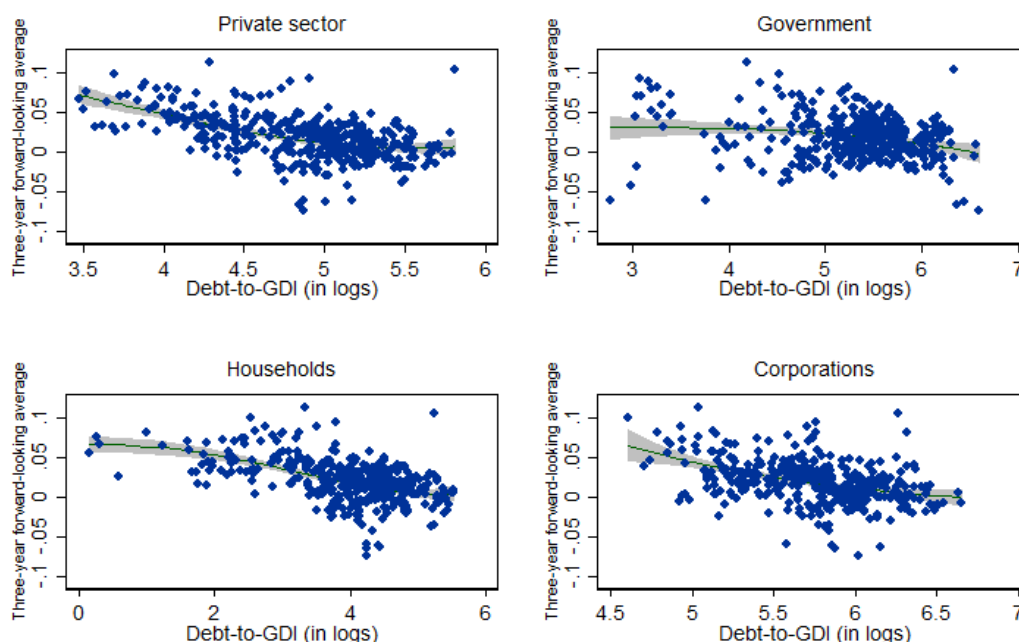 Private sector
Three-year forward-looking average
.1
.05
0
-.05
-.1
3.5 4 4.5 5 5.5 6
Debt-to-GDI (in logs)
Government
Three-year forward-looking average
.1
.05
0
-.05
-.1
3 4 5 6 7
Debt-to-GDI (in logs)
Households
Three-year forward-looking average
.1
.05
0
-.05
-.1
0 2 4 6
Debt-to-GDI (in logs)
Corporations
Three-year forward-looking average
.1
.05
0
-.05
-.1
4.5 5 5.5 6 6.5 7
Debt-to-GDI (in logs)